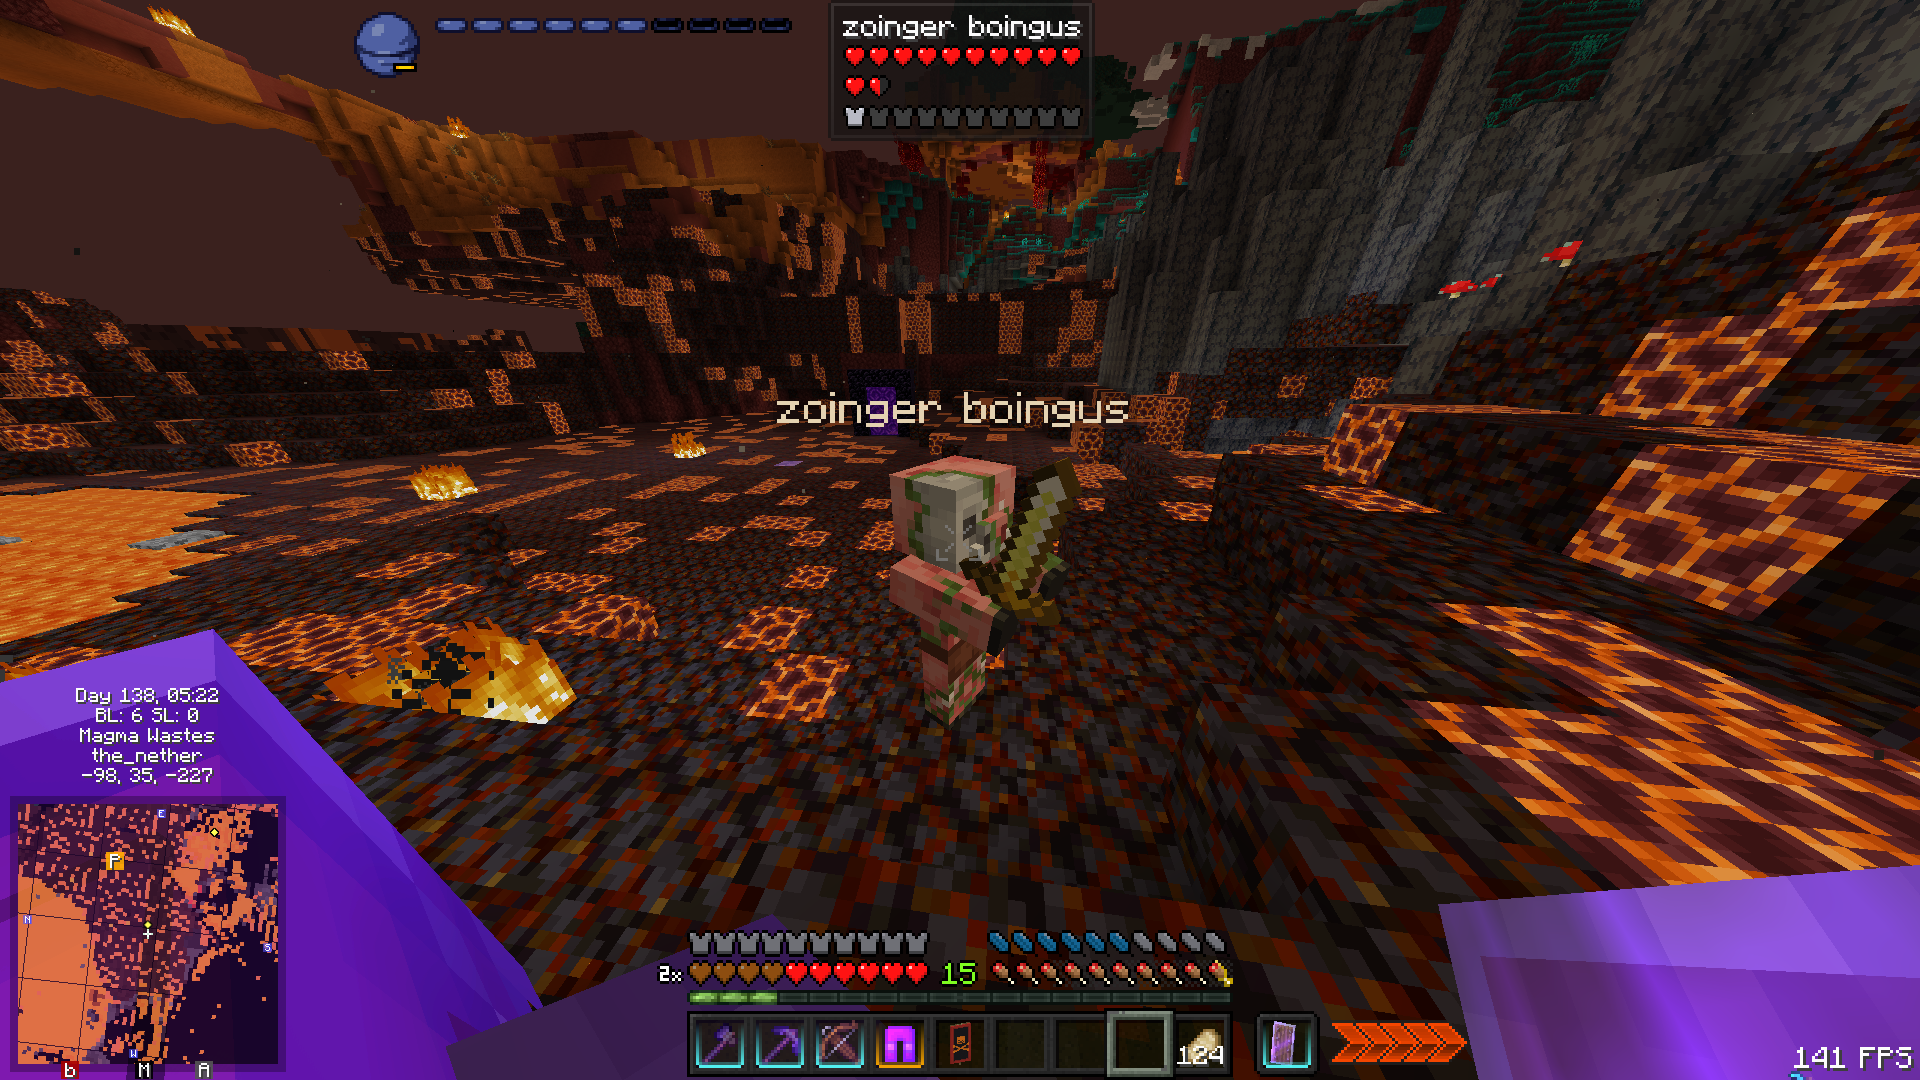 zoinger boingus
zoinger boingus
Day 138, 05:22
BL: 6 SL: 0
Magma Wastes
the_nether
-98, 35, -227
E
P
N
S
W
b M A
2x
15
124
141 FPS